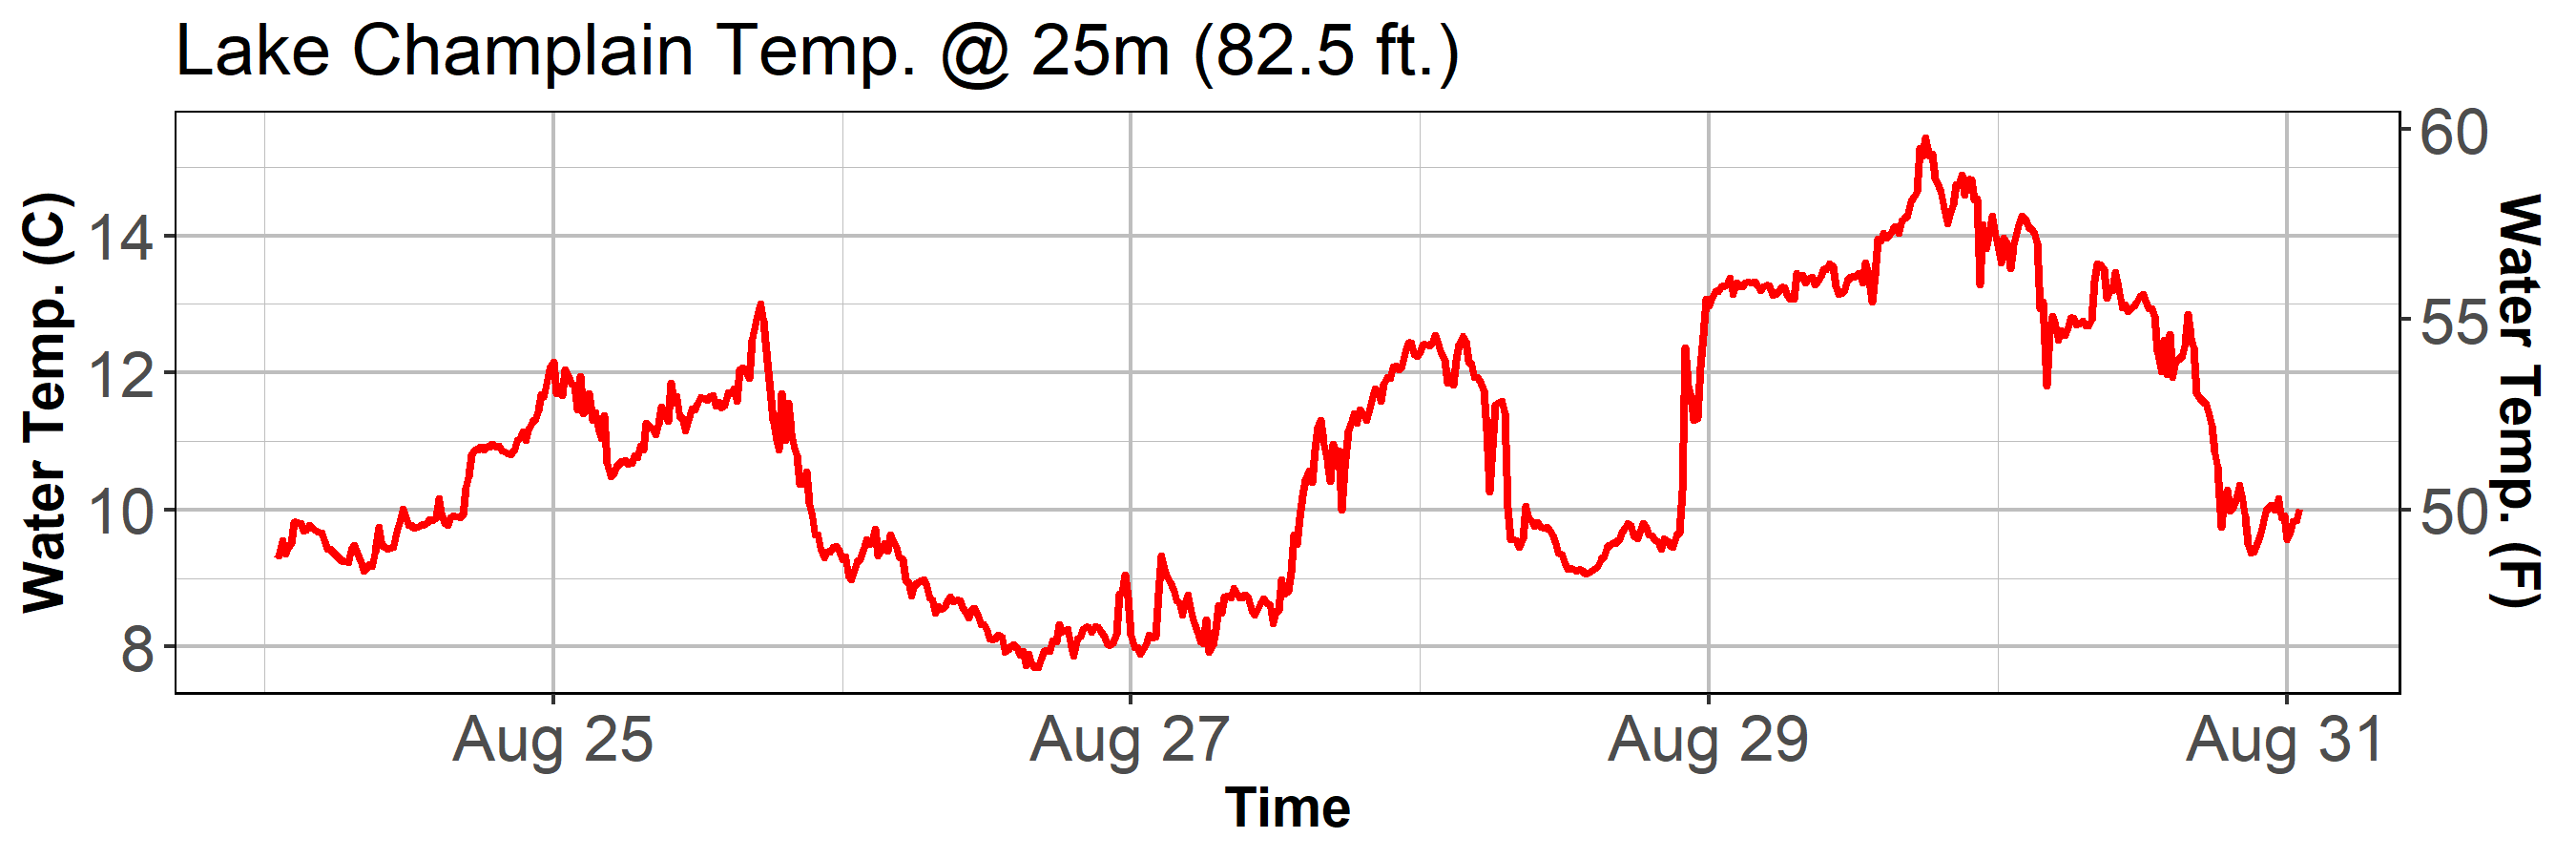 Lake Champlain Temp. @ 25m (82.5 ft.)
Water Temp. (C)
14
12
10
8
60
55
50
Water Temp. (F)
Aug 25
Aug 27
Aug 29
Aug 31
Time